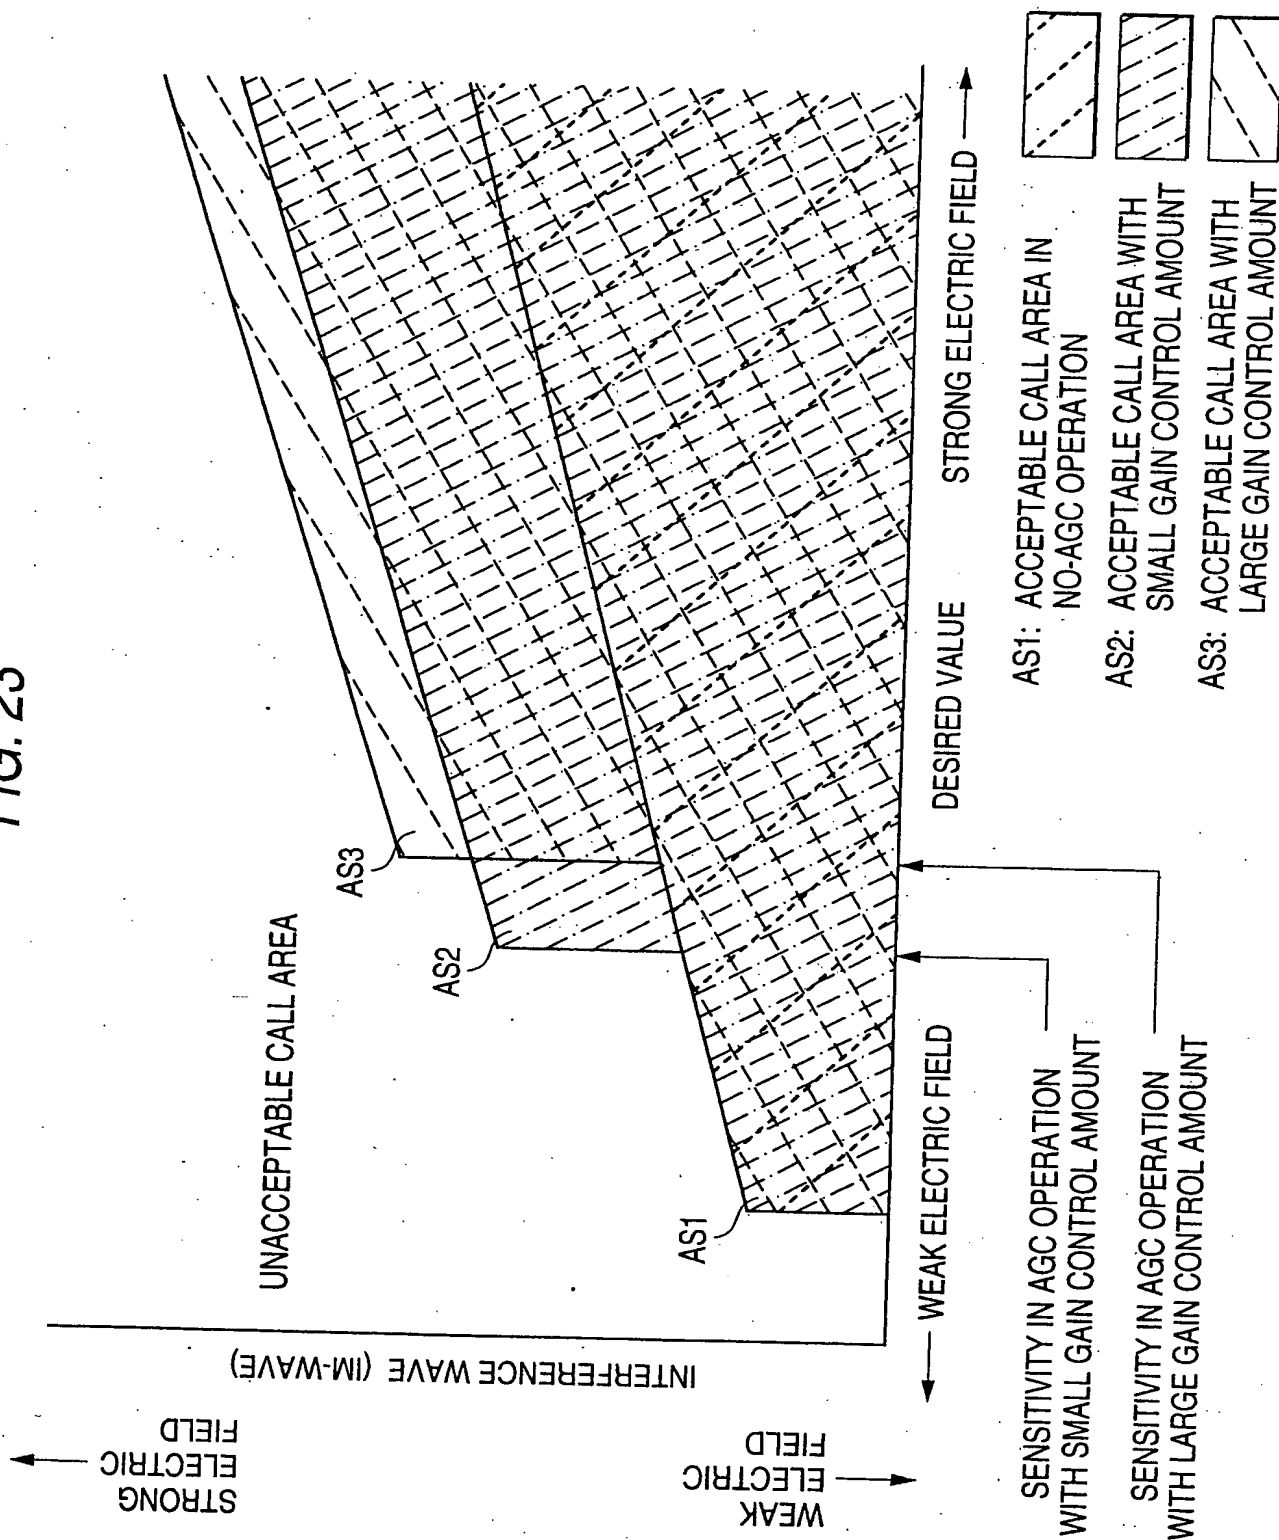 FIG. 23
STRONG
ELECTRIC
FIELD
INTERFERENCE WAVE (IM-WAVE)
WEAK
ELECTRIC
FIELD
UNACCEPTABLE CALL AREA
AS1
AS2
AS3
WEAK ELECTRIC FIELD
DESIRED VALUE
STRONG ELECTRIC FIELD
SENSITIVITY IN AGC OPERATION
WITH SMALL GAIN CONTROL AMOUNT
SENSITIVITY IN AGC OPERATION
WITH LARGE GAIN CONTROL AMOUNT
AS1: ACCEPTABLE CALL AREA IN
NO-AGC OPERATION
AS2: ACCEPTABLE CALL AREA WITH
SMALL GAIN CONTROL AMOUNT
AS3: ACCEPTABLE CALL AREA WITH
LARGE GAIN CONTROL AMOUNT